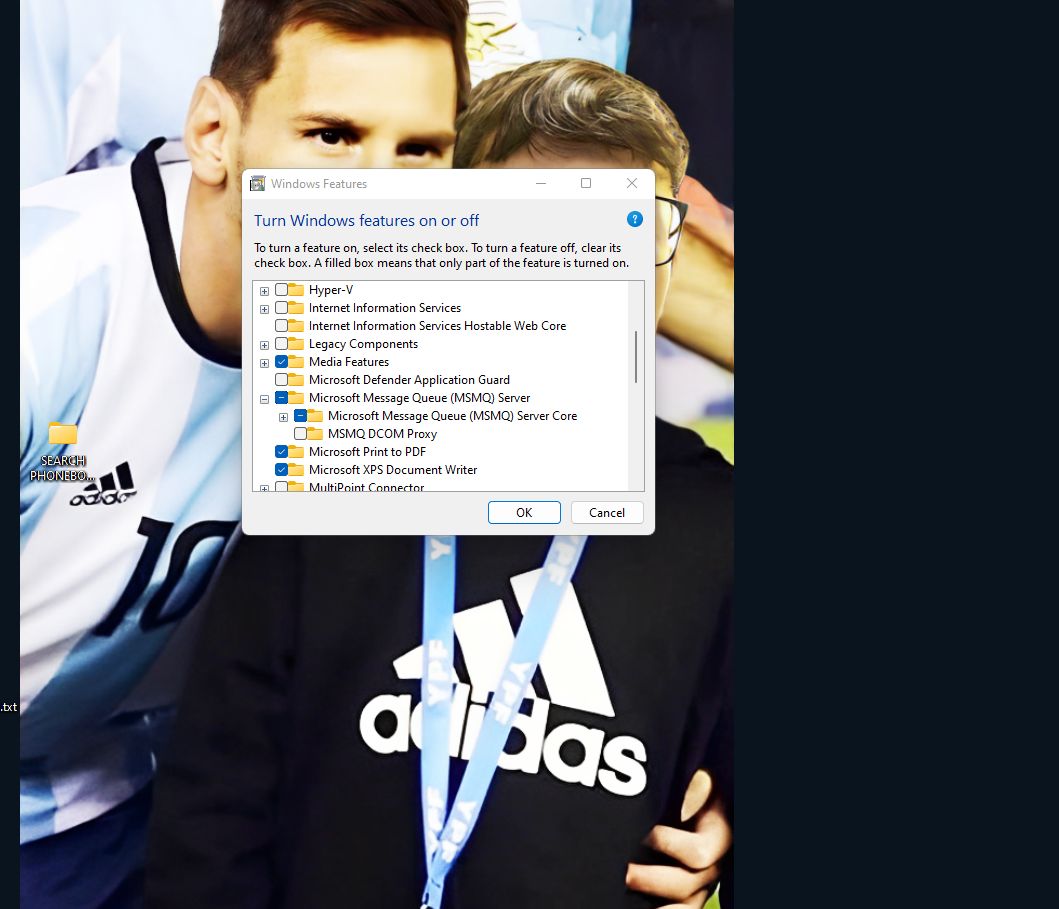 Windows Features
Turn Windows features on or off
To turn a feature on, select its check box. To turn a feature off, clear its
check box. A filled box means that only part of the feature is turned on.
Hyper-V
Internet Information Services
Internet Information Services Hostable Web Core
Legacy Components
Media Features
Microsoft Defender Application Guard
Microsoft Message Queue (MSMQ) Server
Microsoft Message Queue (MSMQ) Server Core
MSMQ DCOM Proxy
Microsoft Print to PDF
Microsoft XPS Document Writer
MultiPoint Connector
OK
Cancel
SEARCH
PHONEBO...
adidas
10
.txt
YPF
YPF
YPF
YPF
YPF
YPF
adidas